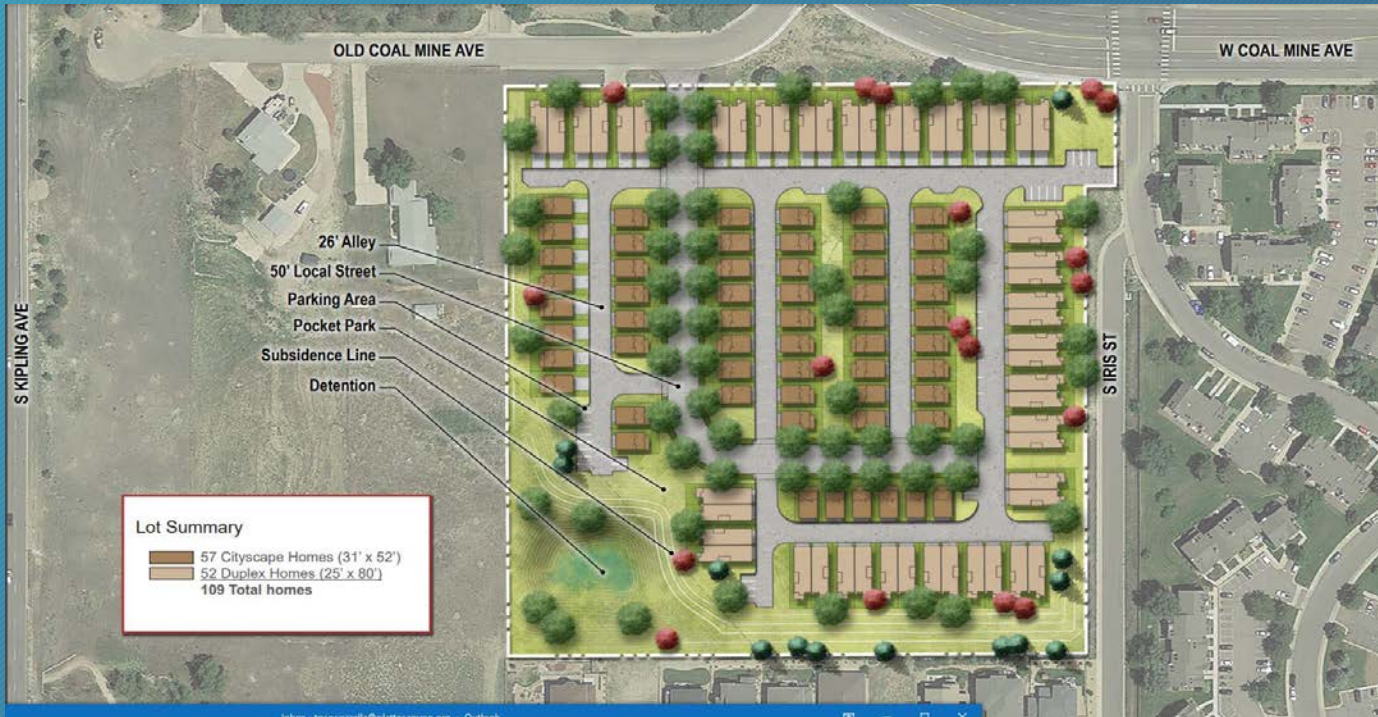 OLD COAL MINE AVE
W COAL MINE AVE
26' Alley
50' Local Street
Parking Area
Pocket Park
Subsidence Line
Detention
S KIPLING AVE
S IRIS ST
Lot Summary
57 Cityscape Homes (31' x 52')
52 Duplex Homes (25' x 80')
109 Total homes
Outlook